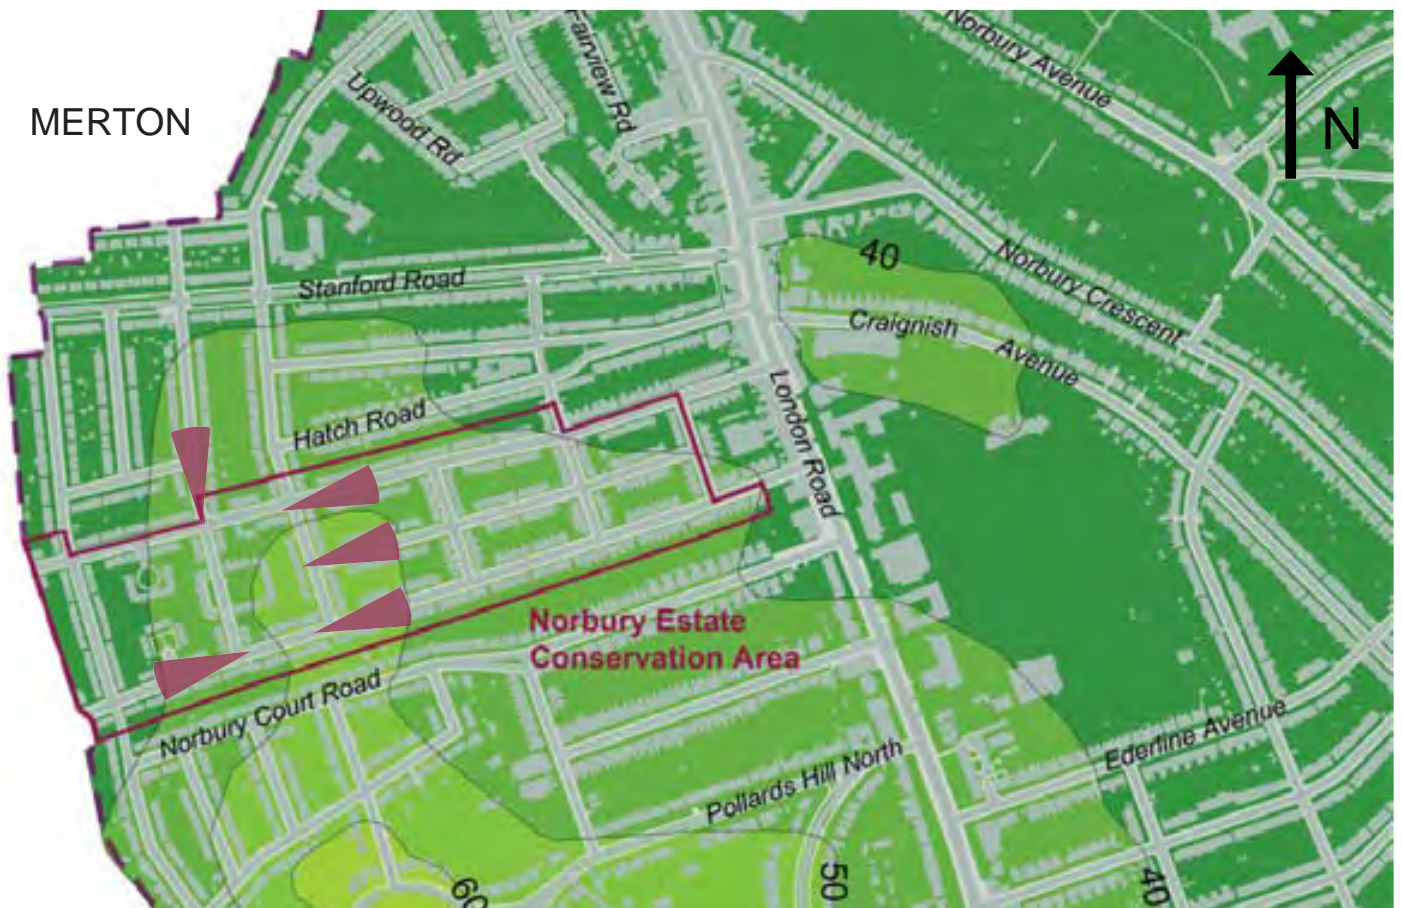 Norbury Avenue
Fairview Rd
Upwood Rd
MERTON
N
40
Norbury Crescent
Stanford Road
Craignish
Avenue
Hatch Road
London Road
Norbury Estate
Conservation Area
Norbury Court Road
Ederline Avenue
Pollards Hill North
60
50
40